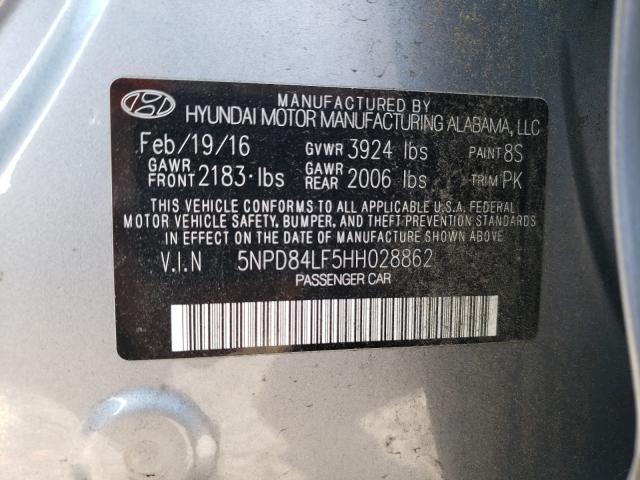 MANUFACTURED BY
HYUNDAI MOTOR MANUFACTURING ALABAMA, LLC
Feb/19/16 GVWR 3924 lbs PAINT 8S
GAWR FRONT 2183 lbs GAWR REAR 2006 lbs TRIM PK
THIS VEHICLE CONFORMS TO ALL APPLICABLE U.S.A. FEDERAL
MOTOR VEHICLE SAFETY, BUMPER, AND THEFT PREVENTION STANDARDS
IN EFFECT ON THE DATE OF MANUFACTURE SHOWN ABOVE
V.I.N 5NPD84LF5HH028862
PASSENGER CAR